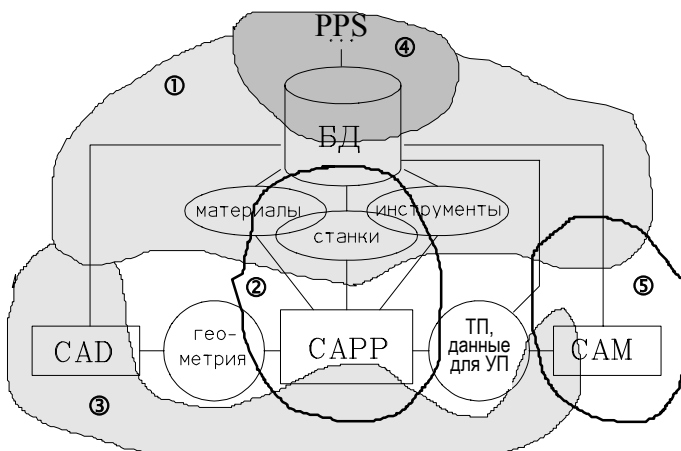 PPS
...
④
①
БД
материалы
инструменты
станки
②
⑤
CAD
гео-
метрия
CAPP
ТП,
данные
для УП
CAM
③